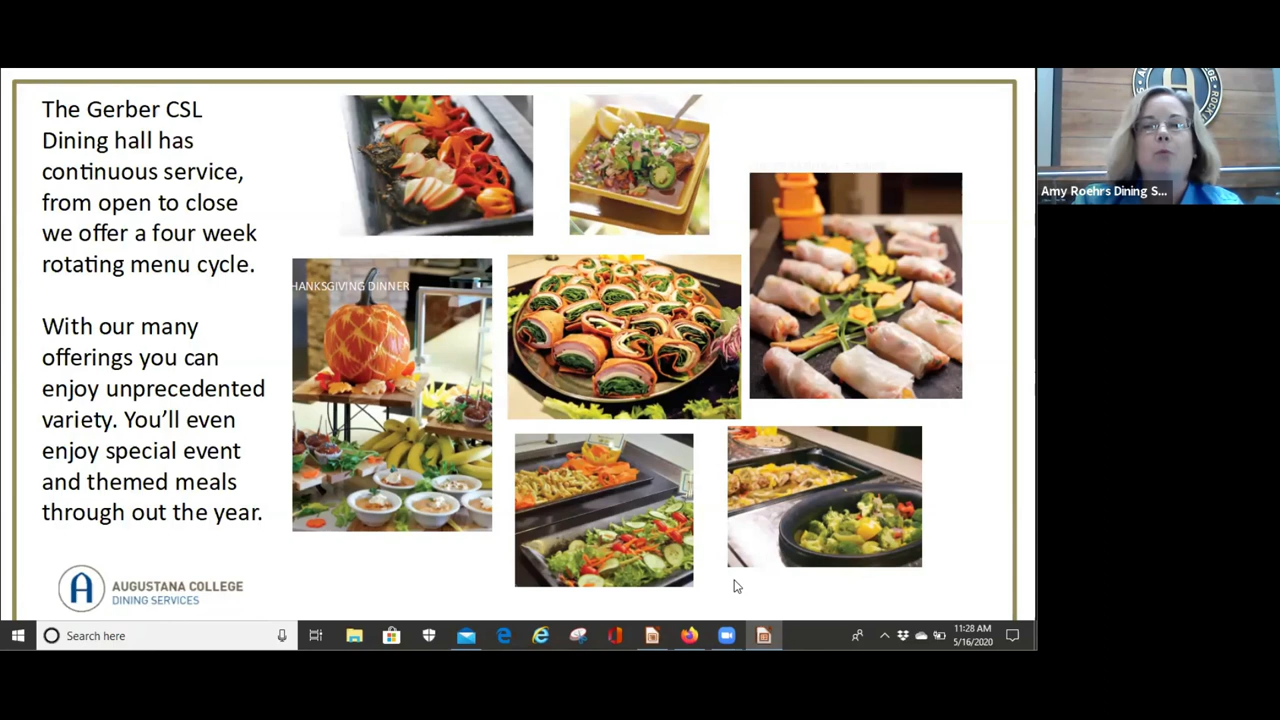 The Gerber CSL
Dining hall has
continuous service,
from open to close
we offer a four week
rotating menu cycle.
With our many
offerings you can
enjoy unprecedented
variety. You’ll even
enjoy special event
and themed meals
through out the year.
HANKSGIVING DINNER
A
AUGUSTANA COLLEGE
DINING SERVICES
A
Amy Roehrs Dining S...
Search here
11:28 AM
5/16/2020